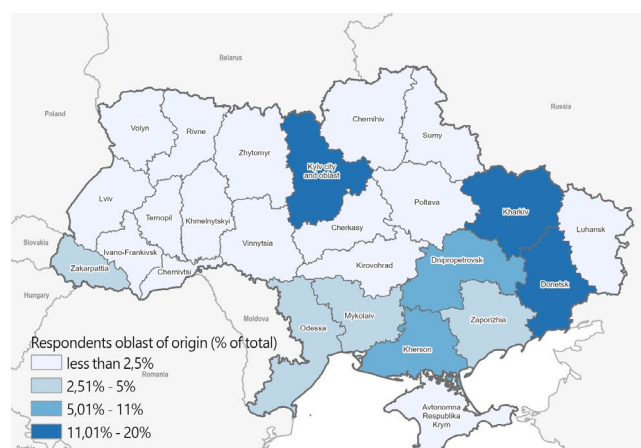 Belarus
Poland
Russia
Volyn
Rivne
Zhytomyr
Kyiv city
and oblast
Chernihiv
Sumy
Lviv
Ternopil
Khmelnytskyi
Vinnytsia
Cherkasy
Poltava
Kharkiv
Luhansk
Slovakia
Zakarpattia
Ivano-Frankivsk
Chernivtsi
Kirovohrad
Dnipropetrovsk
Donetsk
Hungary
Moldova
Odessa
Mykolaiv
Zaporizhia
Kherson
Respondents oblast of origin (% of total)
less than 2,5%
Romania
2,51% - 5%
5,01% - 11%
11,01% - 20%
Avtonomna
Respublika
Krym